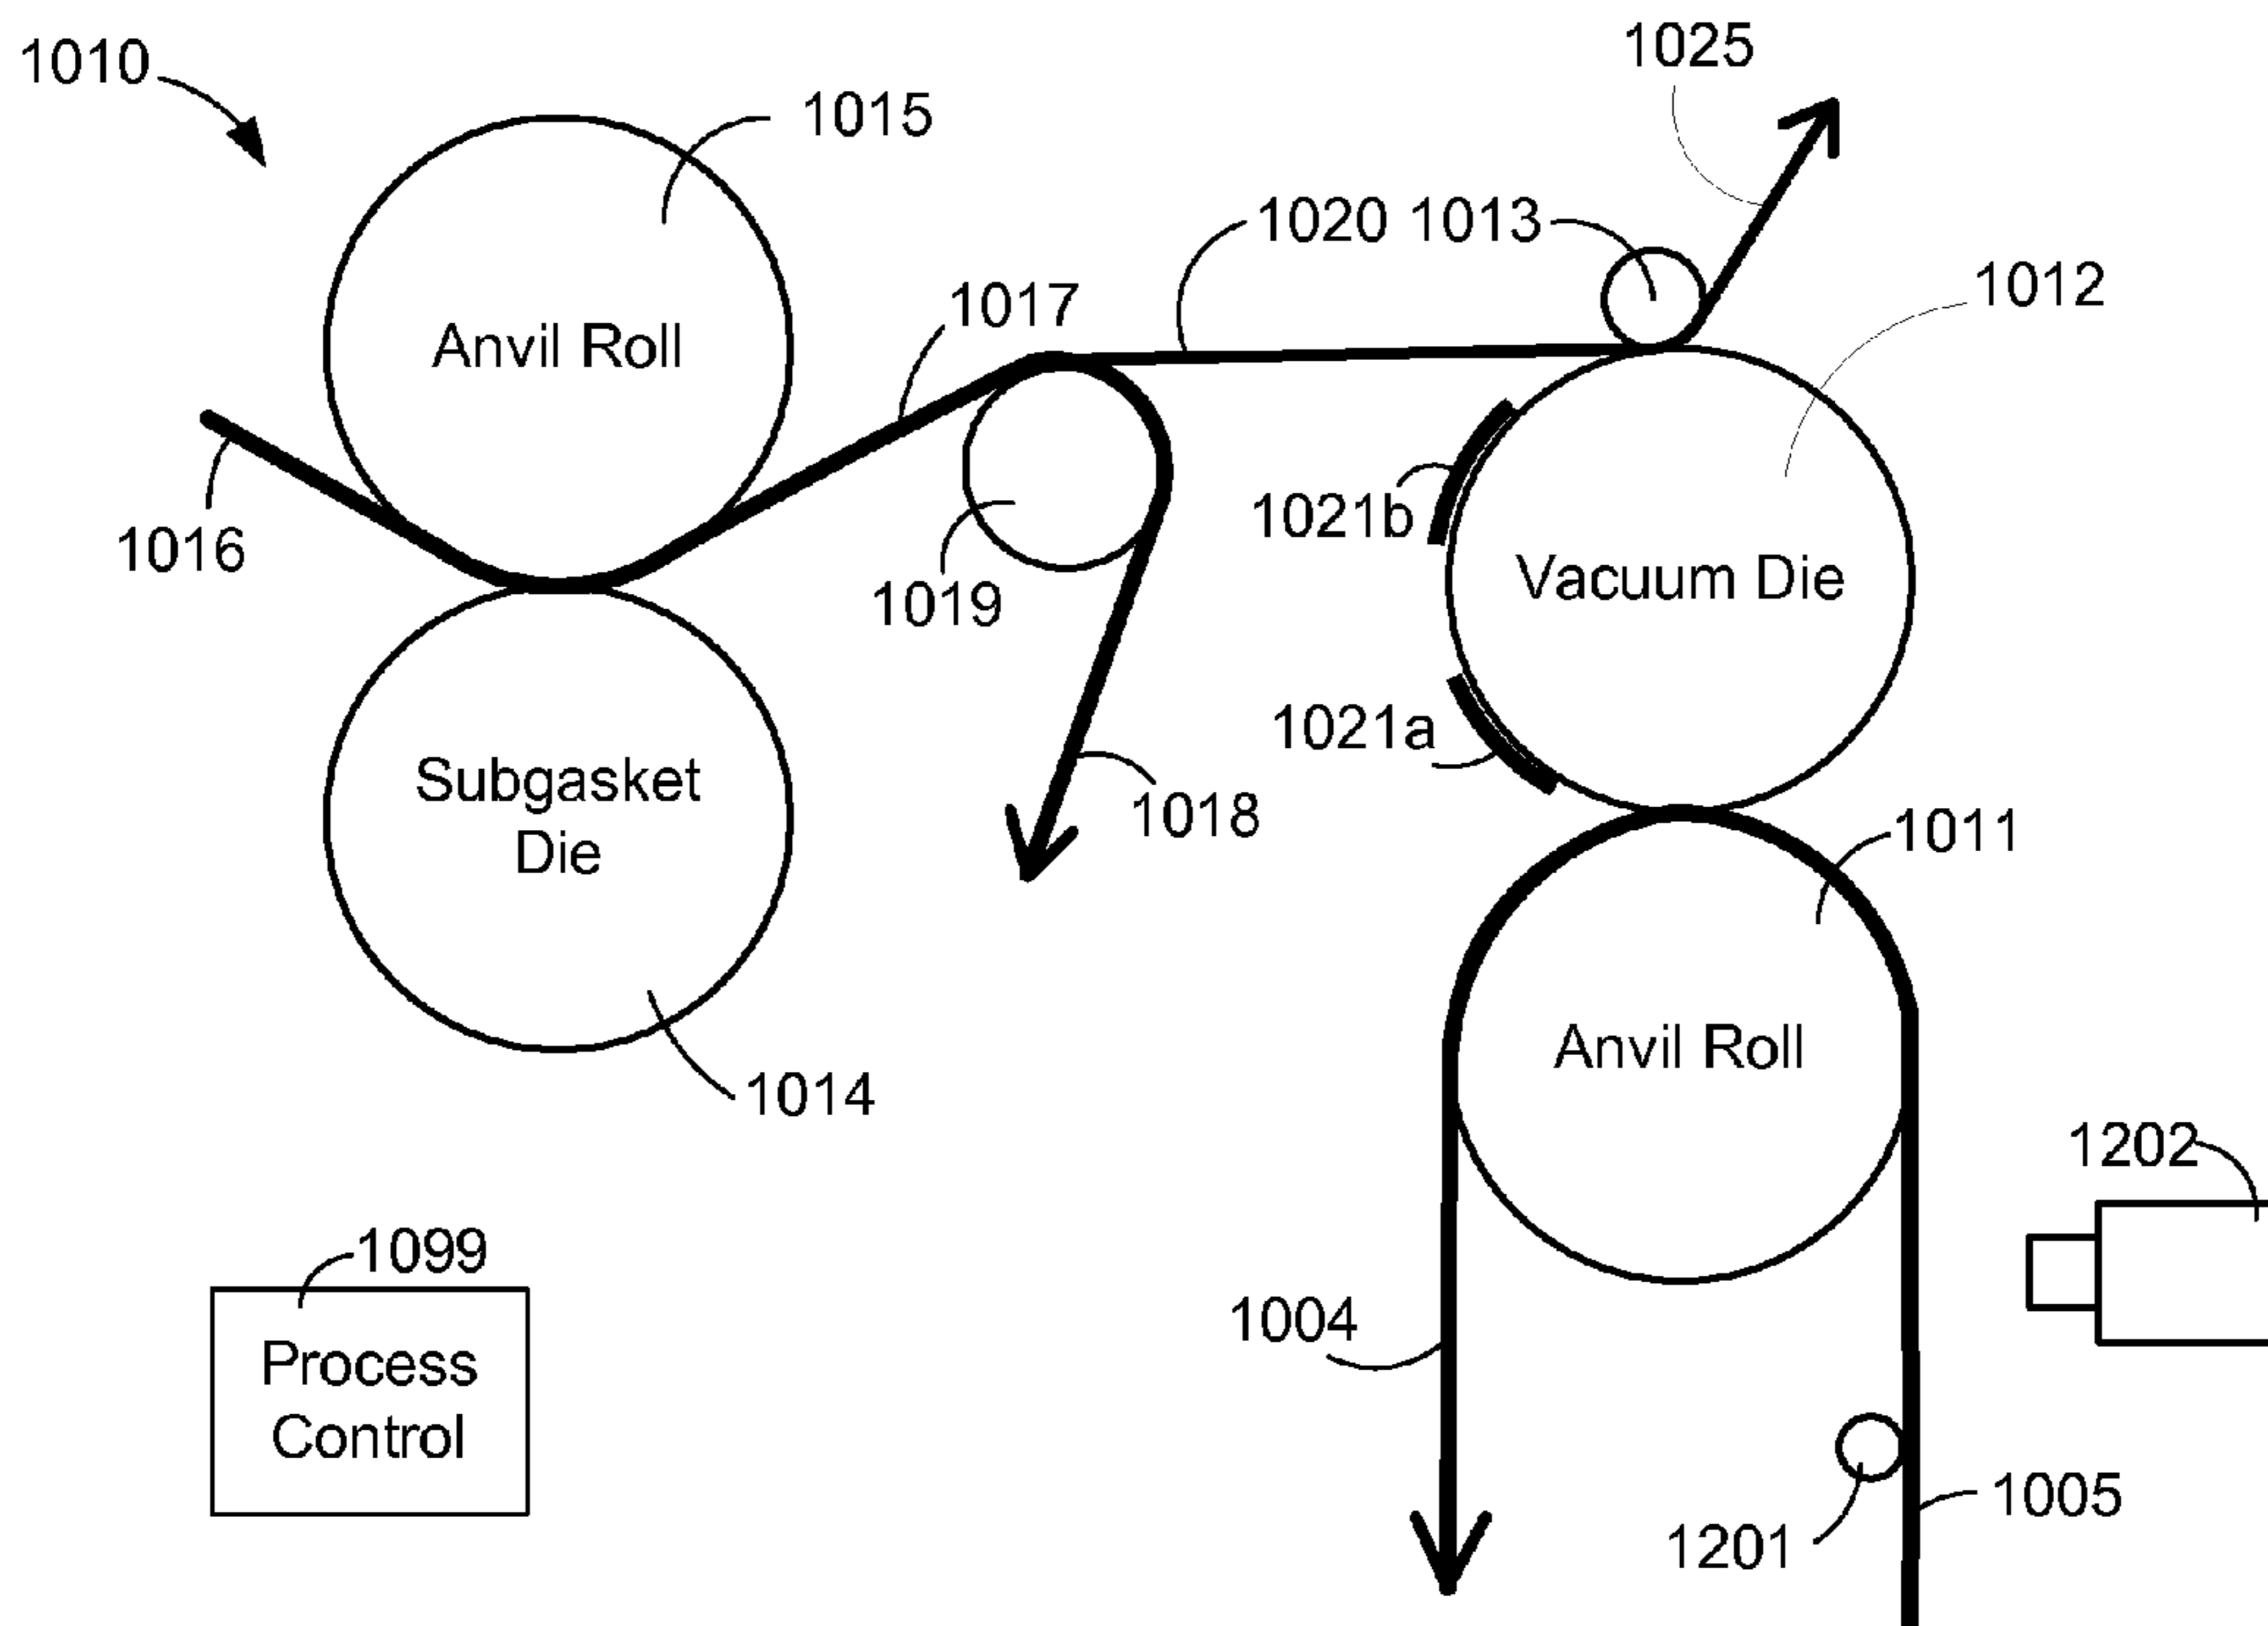 1010
1015
1025
1020 1013
1012
1017
Anvil Roll
1016
1019
1021b
Vacuum Die
1021a
Subgasket
Die
1018
1011
1014
Anvil Roll
1202
1099
1004
Process
Control
1005
1201